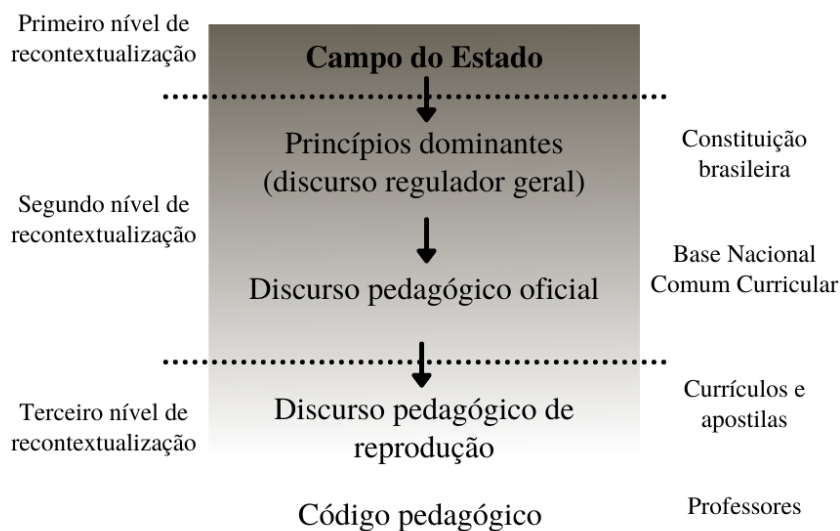 Primeiro nível de
recontextualização
Campo do Estado
Princípios dominantes
(discurso regulador geral)
Constituição
brasileira
Segundo nível de
recontextualização
Discurso pedagógico oficial
Base Nacional
Comum Curricular
Terceiro nível de
recontextualização
Discurso pedagógico de
reprodução
Currículos e
apostilas
Código pedagógico
Professores